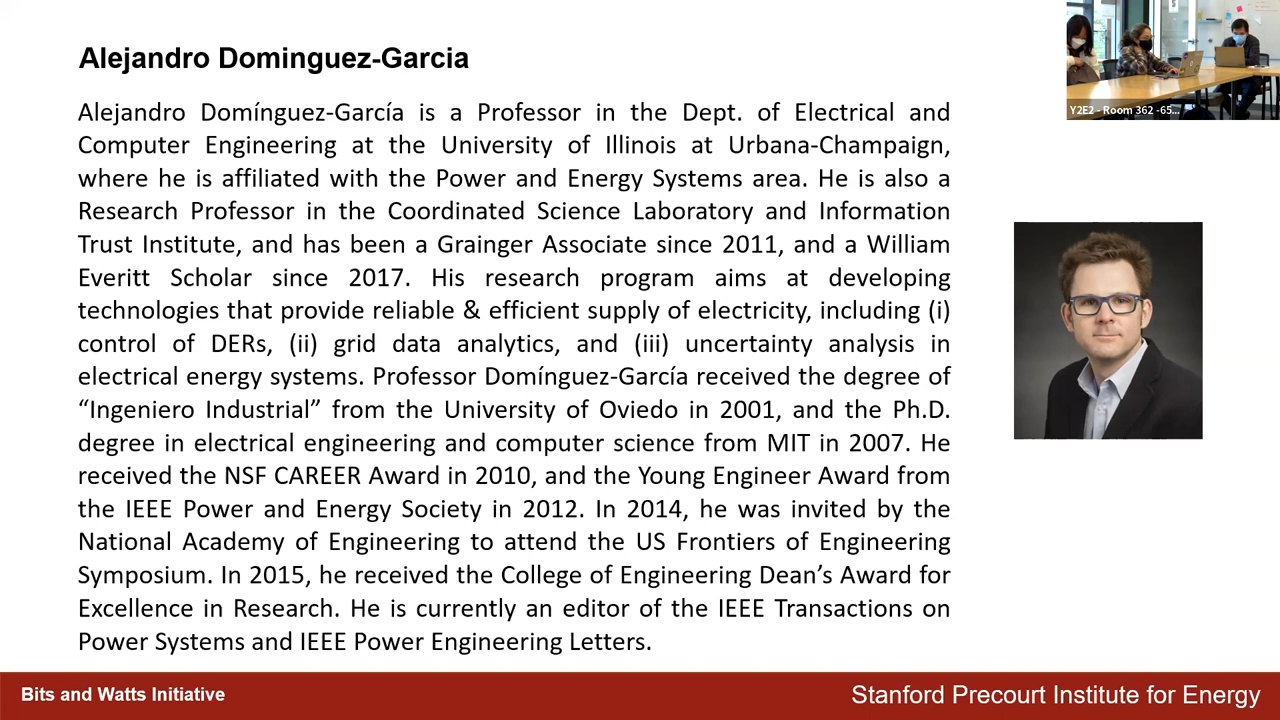 Alejandro Dominguez-Garcia
Alejandro Domínguez-García is a Professor in the Dept. of Electrical and
Computer Engineering at the University of Illinois at Urbana-Champaign,
where he is affiliated with the Power and Energy Systems area. He is also a
Research Professor in the Coordinated Science Laboratory and Information
Trust Institute, and has been a Grainger Associate since 2011, and a William
Everitt Scholar since 2017. His research program aims at developing
technologies that provide reliable & efficient supply of electricity, including (i)
control of DERs, (ii) grid data analytics, and (iii) uncertainty analysis in
electrical energy systems. Professor Domínguez-García received the degree of
“Ingeniero Industrial” from the University of Oviedo in 2001, and the Ph.D.
degree in electrical engineering and computer science from MIT in 2007. He
received the NSF CAREER Award in 2010, and the Young Engineer Award from
the IEEE Power and Energy Society in 2012. In 2014, he was invited by the
National Academy of Engineering to attend the US Frontiers of Engineering
Symposium. In 2015, he received the College of Engineering Dean’s Award for
Excellence in Research. He is currently an editor of the IEEE Transactions on
Power Systems and IEEE Power Engineering Letters.
Y2E2 - Room 362 -65...
Bits and Watts Initiative
Stanford Precourt Institute for Energy